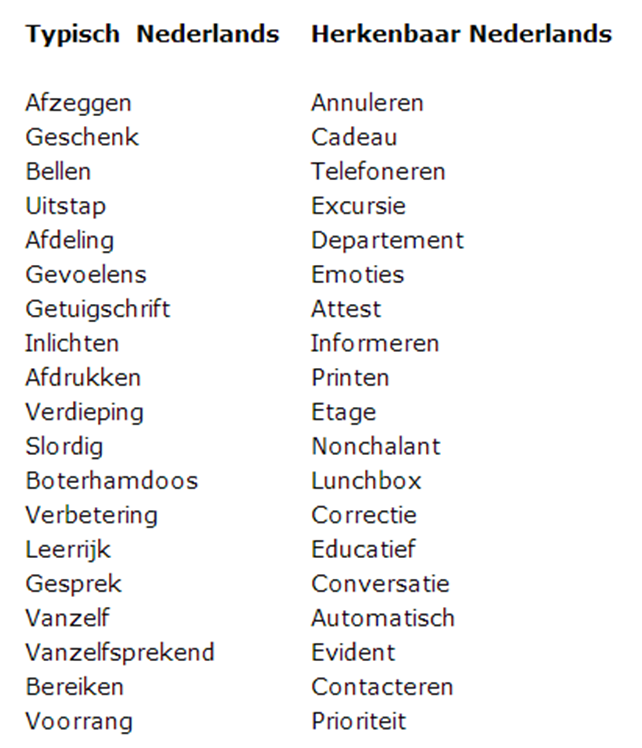 Typisch Nederlands Herkenbaar Nederlands
Afzeggen Annuleren
Geschenk Cadeau
Bellen Telefoneren
Uitstap Excursie
Afdeling Departement
Gevoelens Emoties
Getuigschrift Attest
Inlichten Informeren
Afdrukken Printen
Verdieping Etage
Slordig Nonchalant
Boterhamdoos Lunchbox
Verbetering Correctie
Leerrijk Educatief
Gesprek Conversatie
Vanzelf Automatisch
Vanzelfsprekend Evident
Bereiken Contacteren
Voorrang Prioriteit